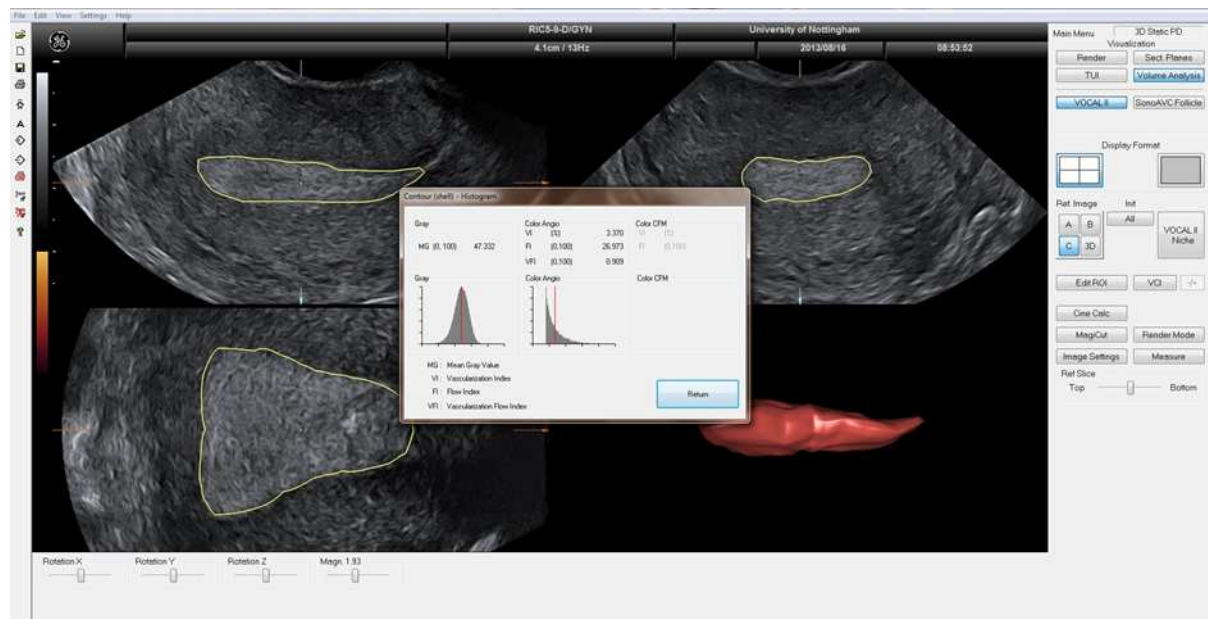 File Edit View Settings Help
RIC5-9-D/GYN University of Nottingham
4.1cm / 13Hz 2013/08/16 08:53:52
Main Menu 3D Static PD
Visualization
Render Sect. Planes
TUI Volume Analysis
VOCAL II SonoAVC Follicle
Display Format
Ref. Image Init
A B All VOCAL II
C 3D Niche
Edit ROI VCI -/+
Cine Calc
MagiCut Render Mode
Image Settings Measure
Ref Slice
Top Bottom
Contour (shell) - Histogram
Gray Color Angio Color CFM
VI (%) 3.370 VI (%)
MG (0, 100) 47.332 FI (0.100) 26.973 FI (0.100)
VFI (0.100) 0.909
Gray Color Angio Color CFM
MG : Mean Gray Value
VI : Vascularization Index
FI : Flow Index
VFI : Vascularization Flow Index
Return
Rotation X Rotation Y Rotation Z Magn. 1.93